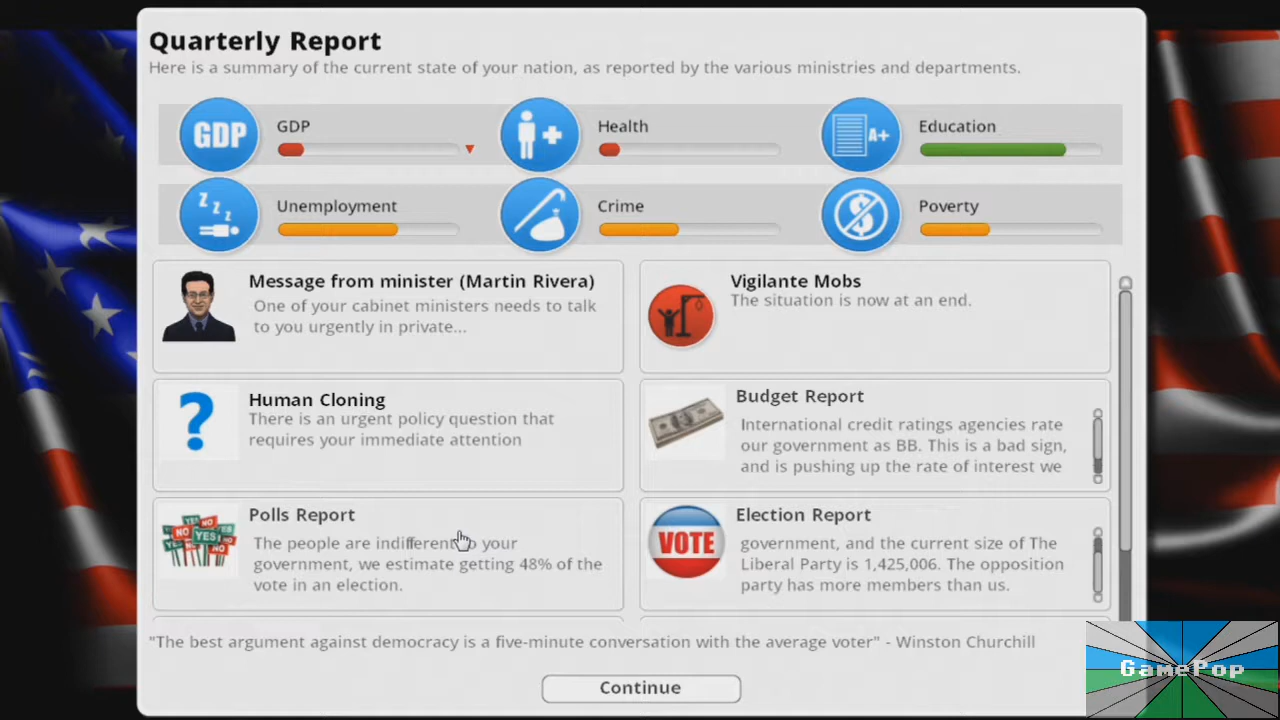 Quarterly Report
Here is a summary of the current state of your nation, as reported by the various ministries and departments.
GDP
GDP
Health
A+
Education
Z Z Z
Unemployment
Crime
$
Poverty
Message from minister (Martin Rivera)
One of your cabinet ministers needs to talk
to you urgently in private...
Vigilante Mobs
The situation is now at an end.
?
Human Cloning
There is an urgent policy question that
requires your immediate attention
Budget Report
International credit ratings agencies rate
our government as BB. This is a bad sign,
and is pushing up the rate of interest we
YES NO
NO YES
NO
Polls Report
The people are indifferent to your
government, we estimate getting 48% of the
vote in an election.
VOTE
Election Report
government, and the current size of The
Liberal Party is 1,425,006. The opposition
party has more members than us.
"The best argument against democracy is a five-minute conversation with the average voter" - Winston Churchill
Continue
GamePop